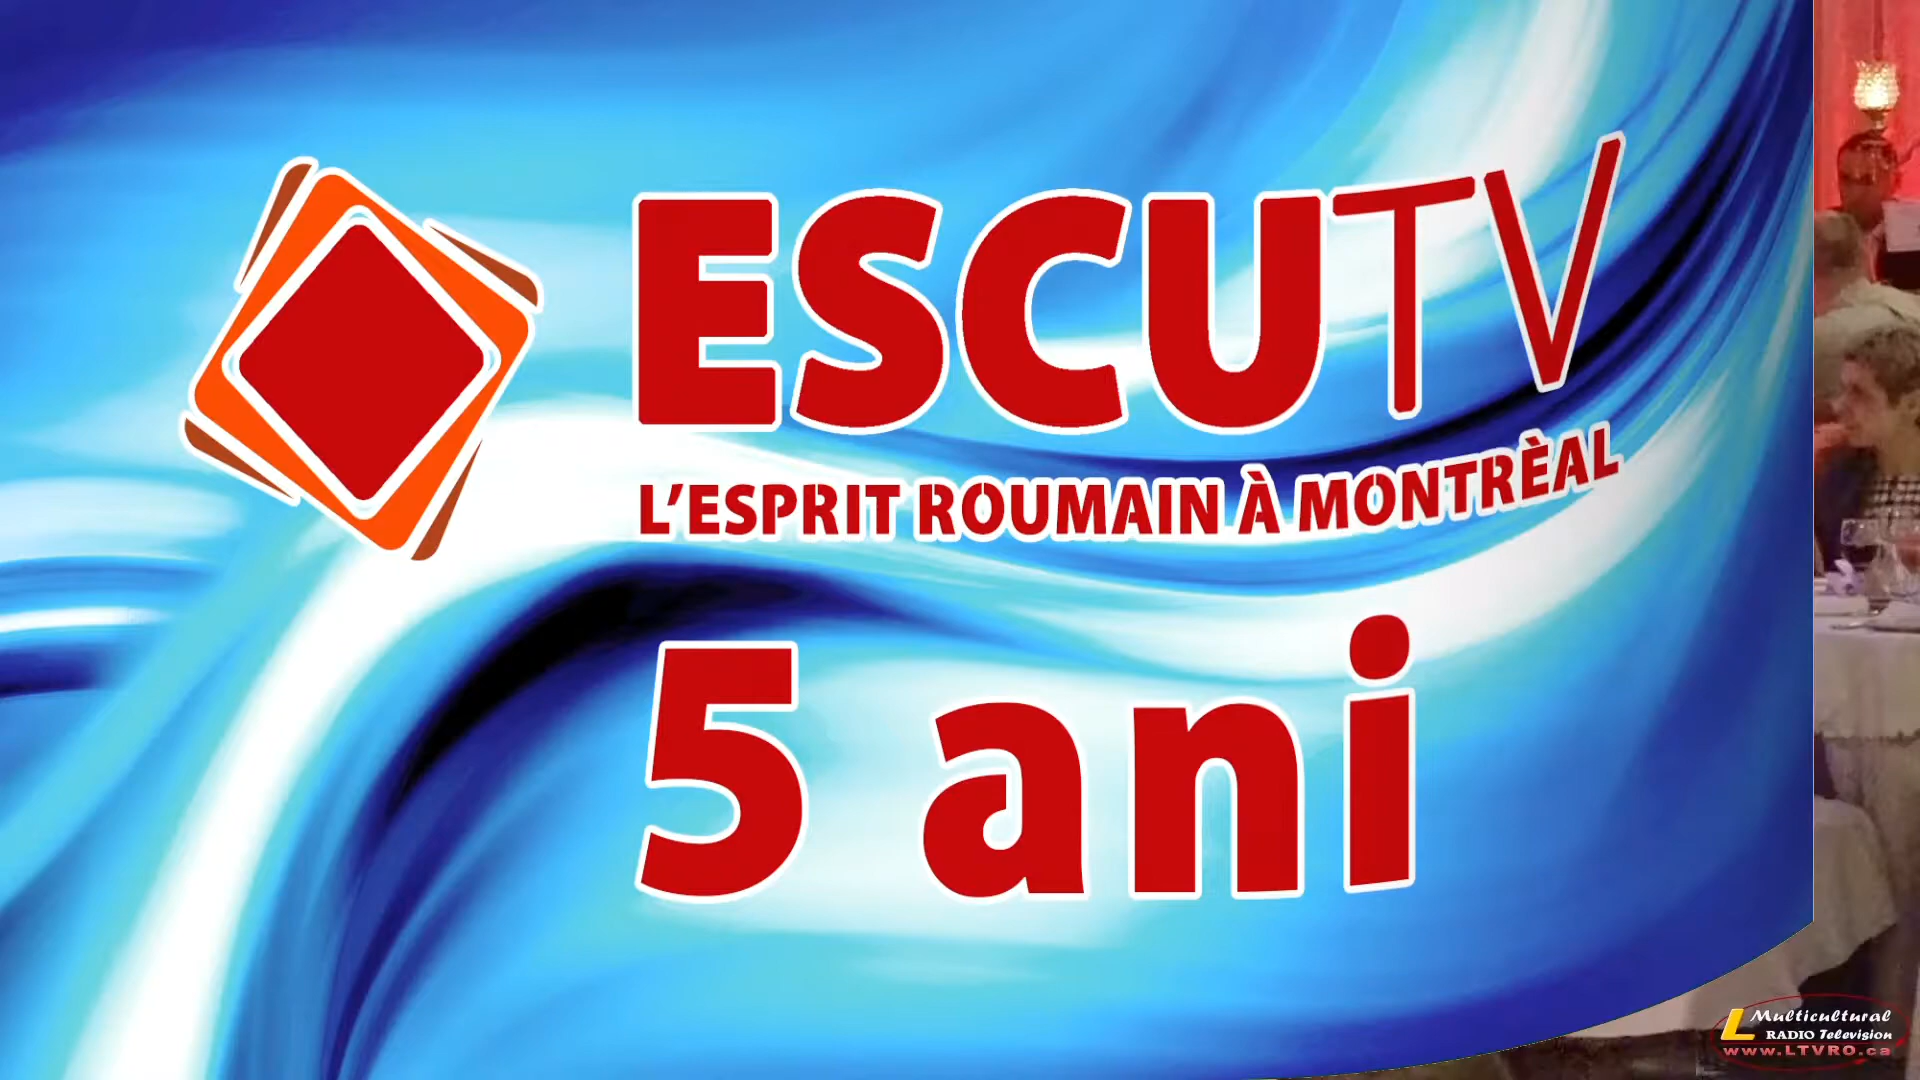 ESCUTV
L'ESPRIT ROUMAIN À MONTRÈAL
5 ani
L Multicultural
RADIO Television
www.LTVRO.ca